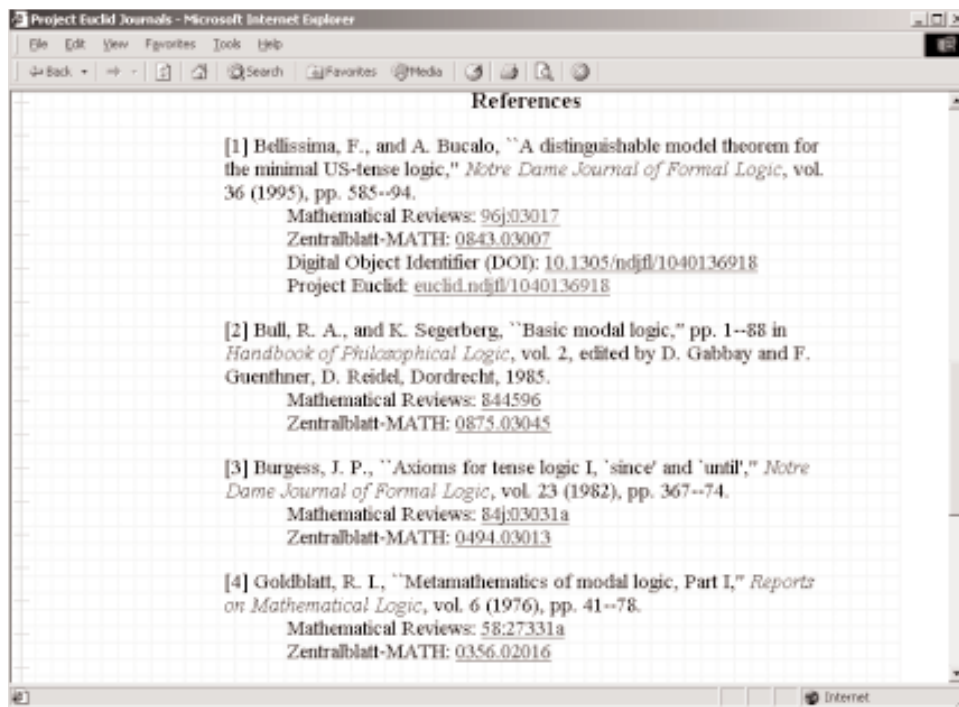 Project Euclid Journals - Microsoft Internet Explorer
File Edit View Favorites Tools Help
Back Search Favorites Media
References
[1] Bellissima, F., and A. Bucalo, ``A distinguishable model theorem for
the minimal US-tense logic,'' Notre Dame Journal of Formal Logic, vol.
36 (1995), pp. 585--94.
Mathematical Reviews: 96j:03017
Zentralblatt-MATH: 0843.03007
Digital Object Identifier (DOI): 10.1305/ndjfl/1040136918
Project Euclid: euclid.ndjfl/1040136918
[2] Bull, R. A., and K. Segerberg, ``Basic modal logic,'' pp. 1--88 in
Handbook of Philosophical Logic, vol. 2, edited by D. Gabbay and F.
Guenthner, D. Reidel, Dordrecht, 1985.
Mathematical Reviews: 844596
Zentralblatt-MATH: 0875.03045
[3] Burgess, J. P., ``Axioms for tense logic I, `since' and `until','' Notre
Dame Journal of Formal Logic, vol. 23 (1982), pp. 367--74.
Mathematical Reviews: 84j:03031a
Zentralblatt-MATH: 0494.03013
[4] Goldblatt, R. I., ``Metamathematics of modal logic, Part I,'' Reports
on Mathematical Logic, vol. 6 (1976), pp. 41--78.
Mathematical Reviews: 58:27331a
Zentralblatt-MATH: 0356.02016
Internet